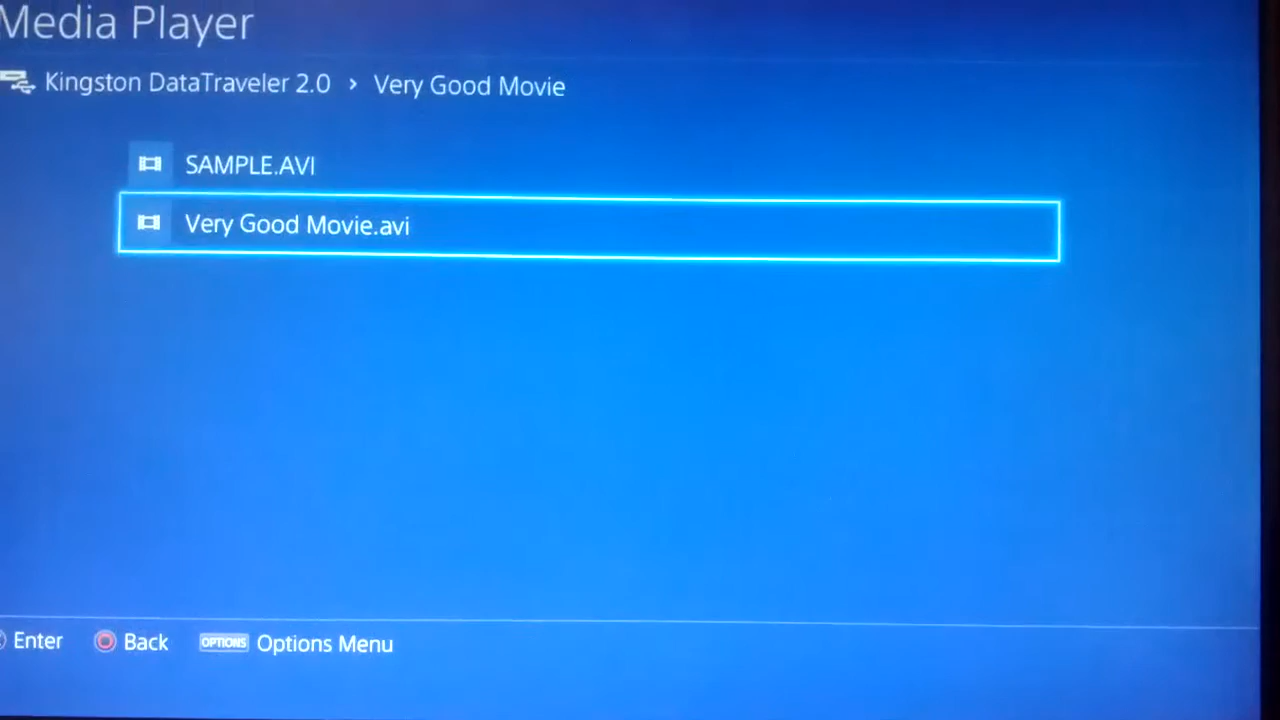 Media Player
Kingston DataTraveler 2.0 > Very Good Movie
SAMPLE.AVI
Very Good Movie.avi
Enter Back OPTIONS Options Menu